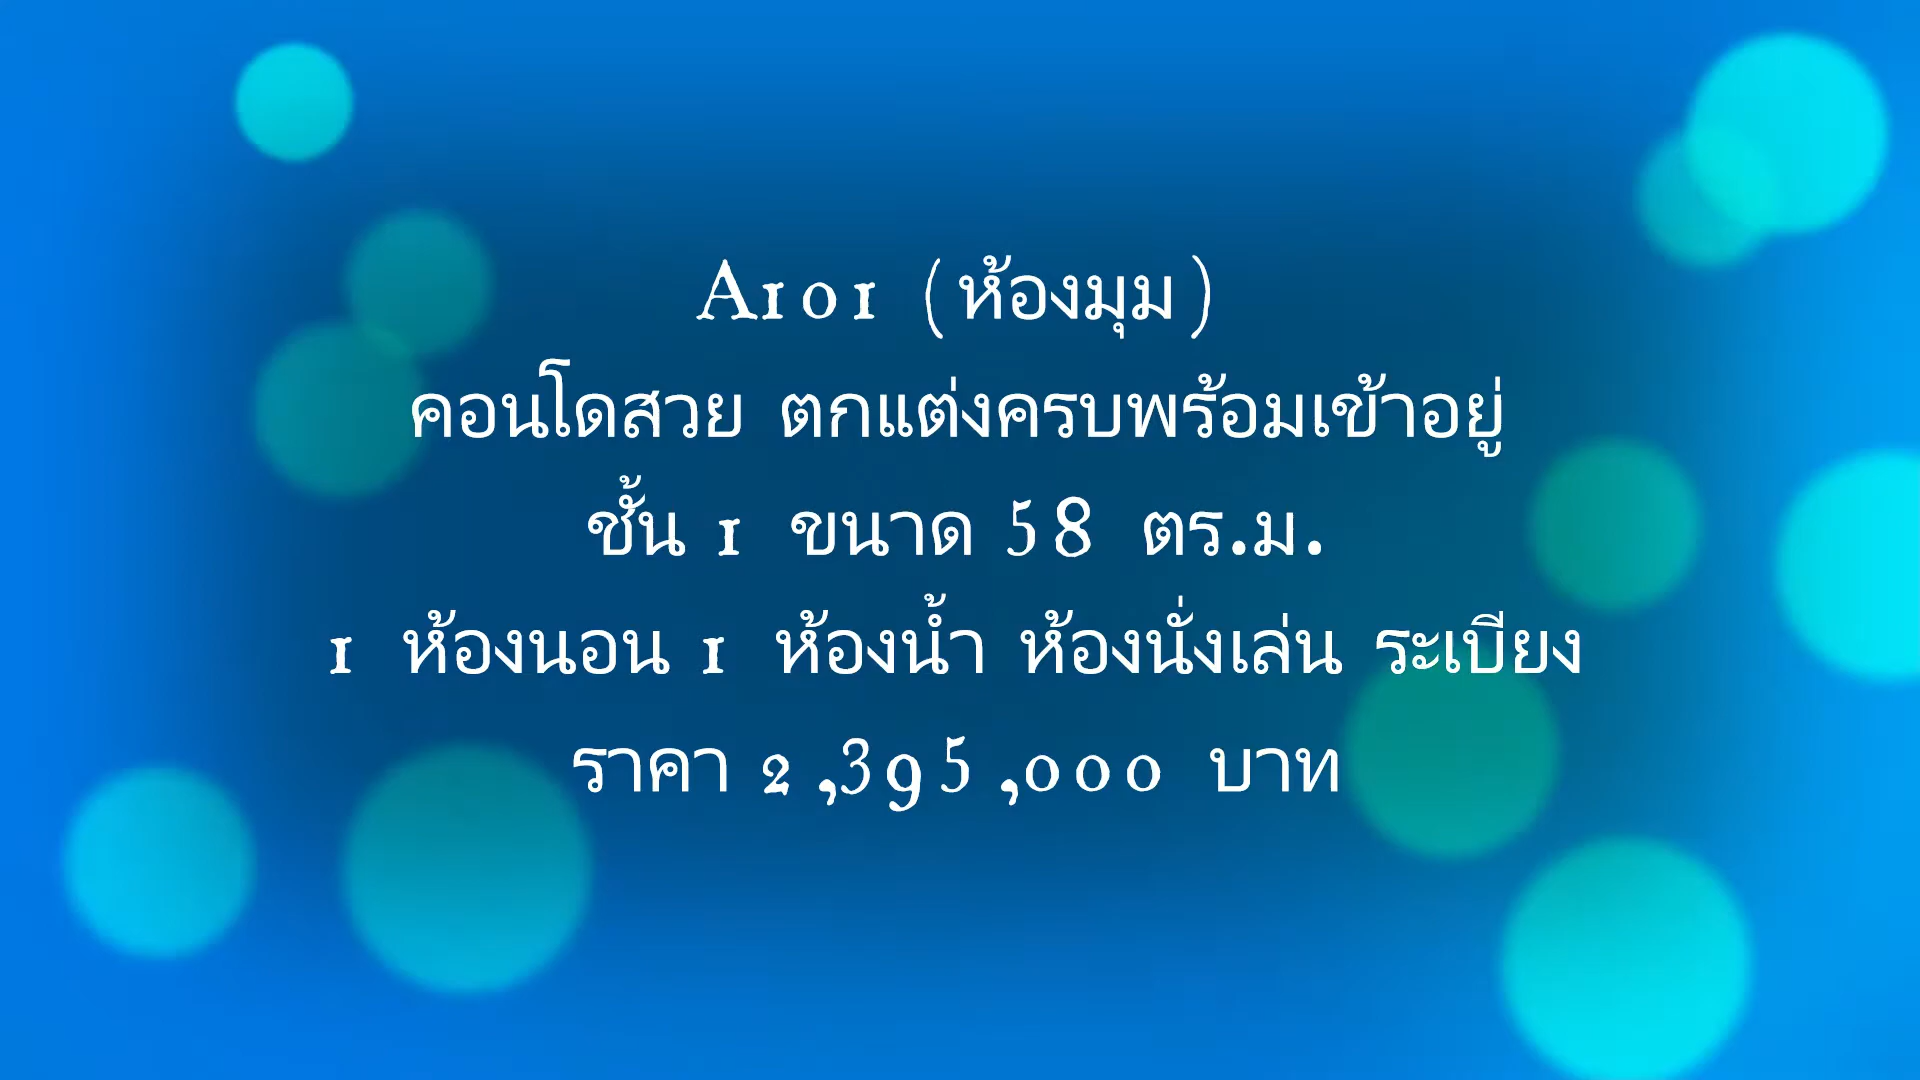 A101 (ห้องมุม)
คอนโดสวย ตกแต่งครบพร้อมเข้าอยู่
ชั้น 1 ขนาด 58 ตร.ม.
1 ห้องนอน 1 ห้องน้ำ ห้องนั่งเล่น ระเบียง
ราคา 2,395,000 บาท